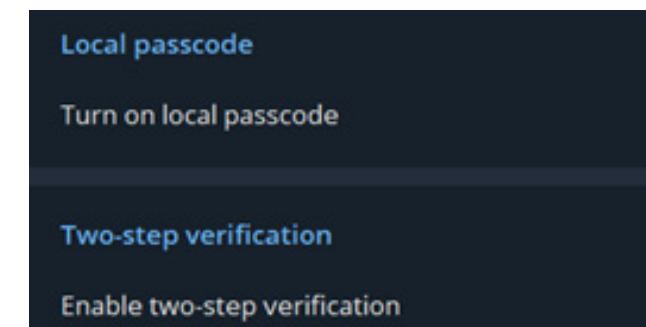 Local passcode
Turn on local passcode
Two-step verification
Enable two-step verification